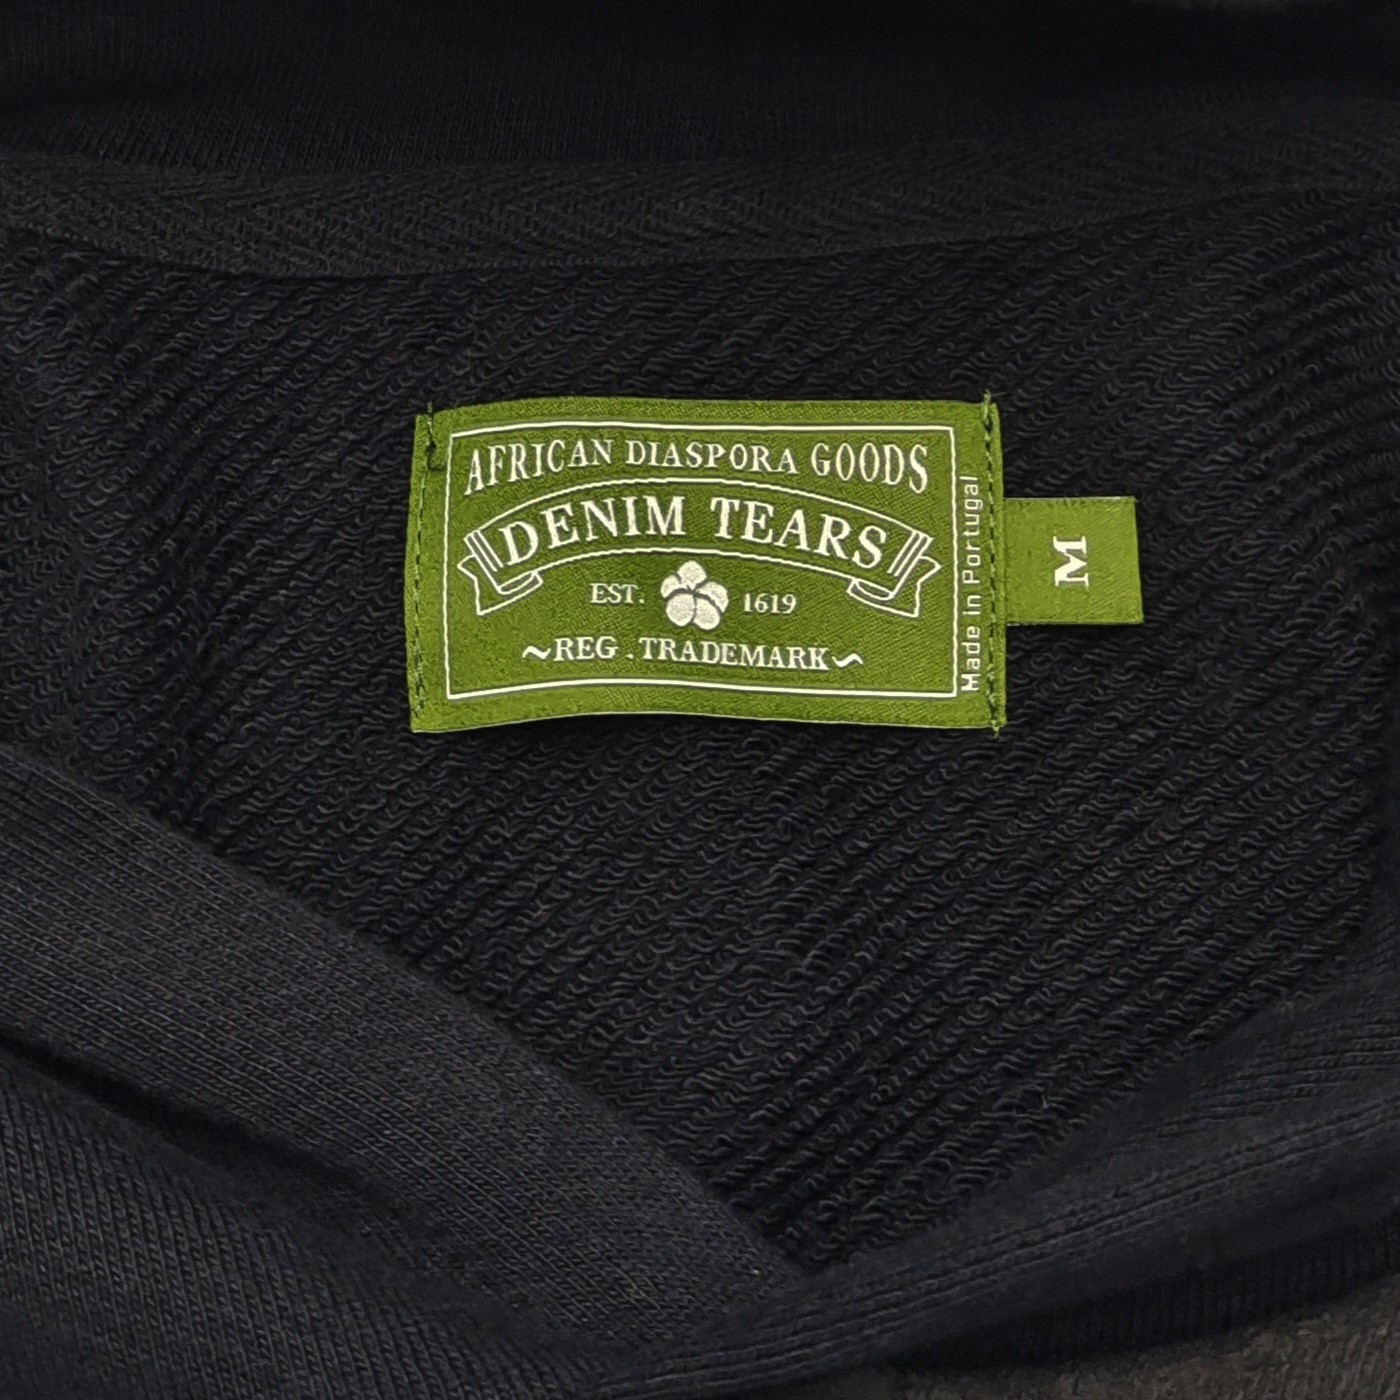 AFRICAN DIASPORA GOODS
DENIM TEARS
EST. 1619
~REG . TRADEMARK~
Made in Portugal
M